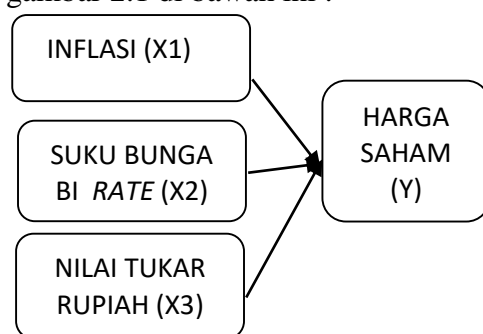 gambar 2.1 di bawah ini :
INFLASI (X1)
SUKU BUNGA
BI RATE (X2)
NILAI TUKAR
RUPIAH (X3)
HARGA
SAHAM
(Y)